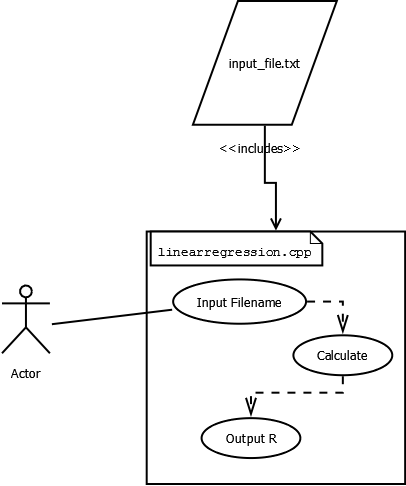 input_file.txt
<<includes>>
linearregression.cpp
Input Filename
Calculate
Actor
Output R